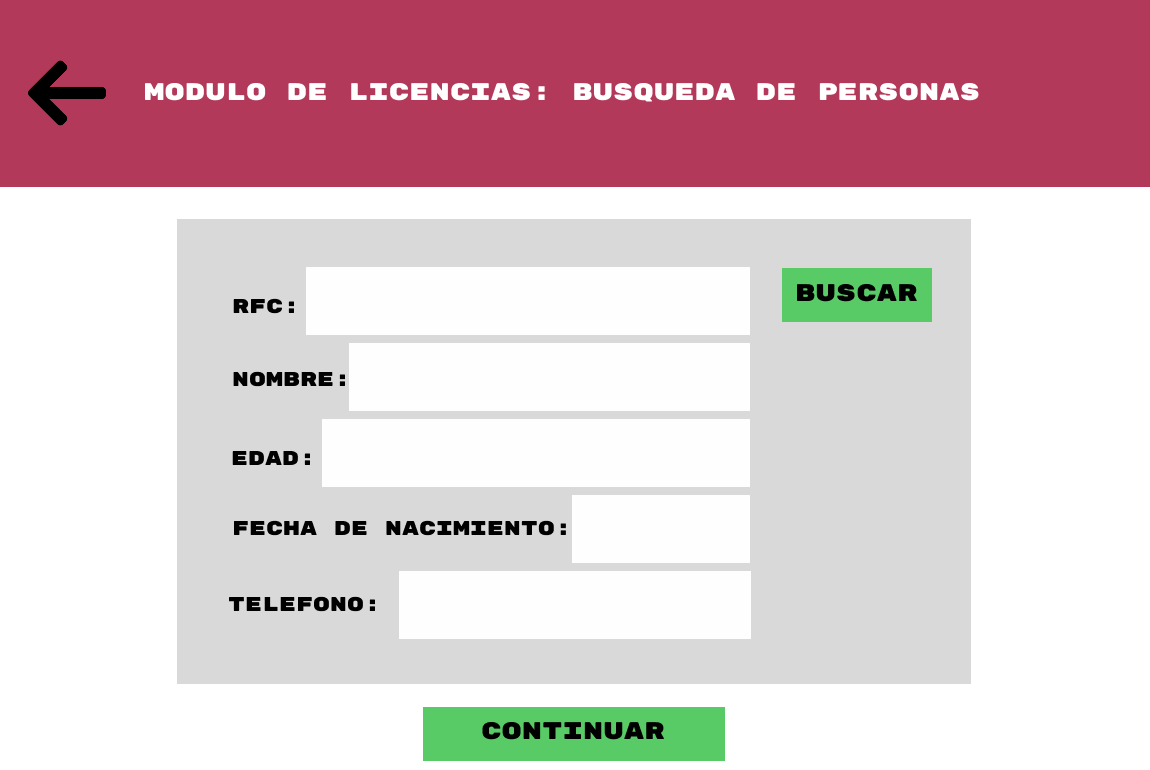 MODULO DE LICENCIAS: BUSQUEDA DE PERSONAS
RFC:
BUSCAR
NOMBRE:
EDAD:
FECHA DE NACIMIENTO:
TELEFONO:
CONTINUAR